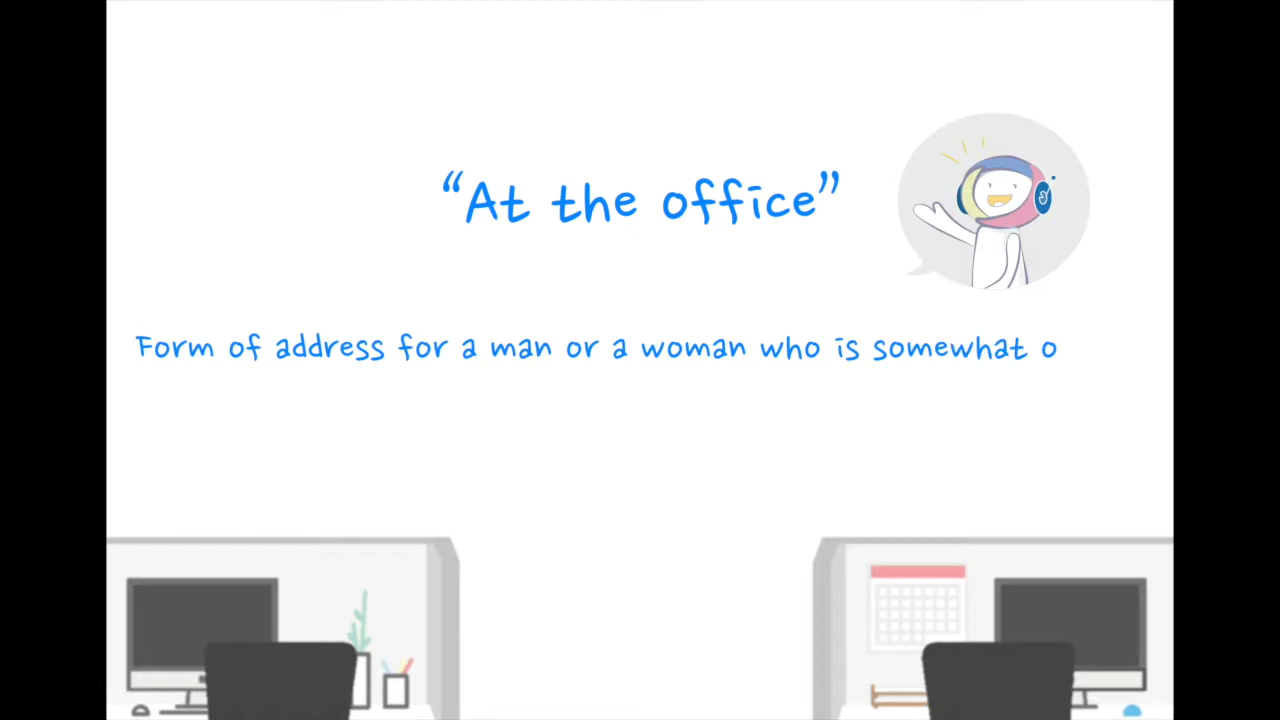 “At the office”
Form of address for a man or a woman who is somewhat o